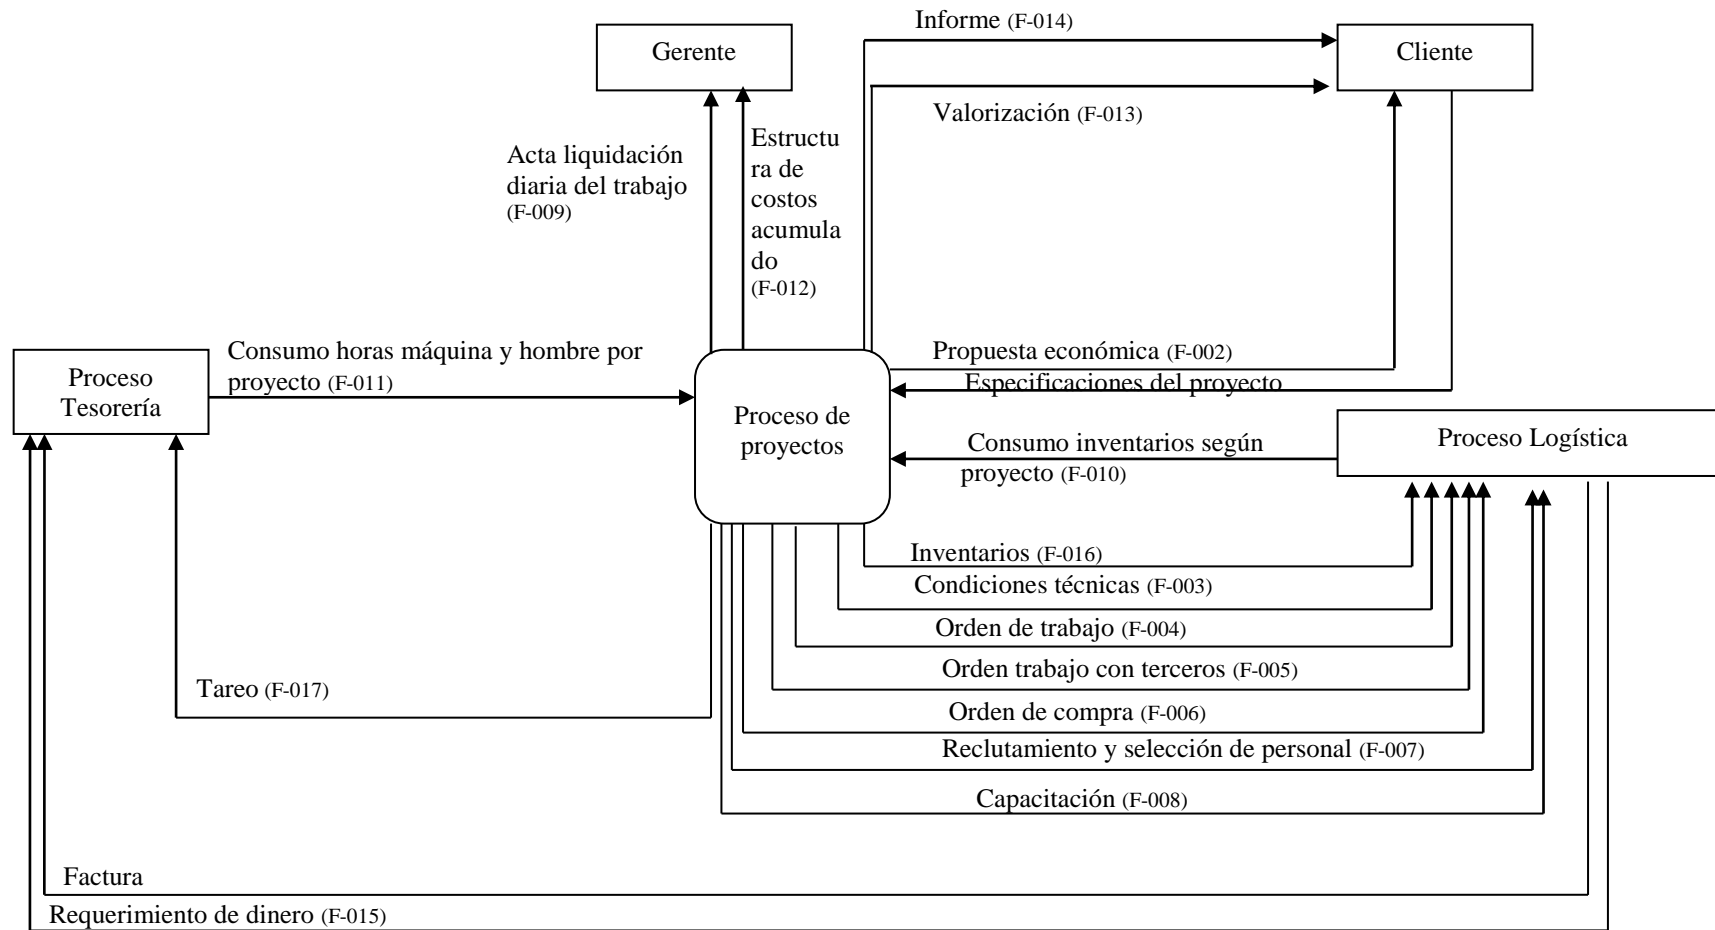 Informe (F-014)
Gerente
Cliente
Valorización (F-013)
Estructu
ra de
costos
acumula
do
(F-012)
Acta liquidación
diaria del trabajo
(F-009)
Consumo horas máquina y hombre por
proyecto (F-011)
Propuesta económica (F-002)
Especificaciones del proyecto
Proceso
Tesorería
Proceso de
proyectos
Consumo inventarios según
proyecto (F-010)
Proceso Logística
Inventarios (F-016)
Condiciones técnicas (F-003)
Orden de trabajo (F-004)
Orden trabajo con terceros (F-005)
Tareo (F-017)
Orden de compra (F-006)
Reclutamiento y selección de personal (F-007)
Capacitación (F-008)
Factura
Requerimiento de dinero (F-015)